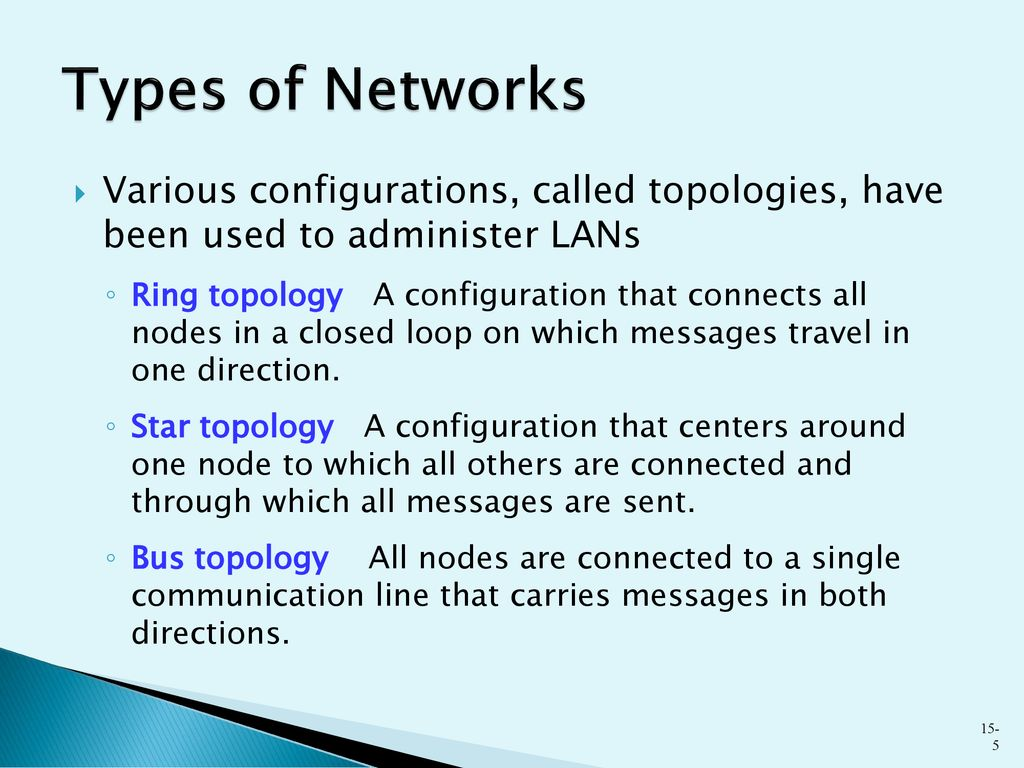 Types of Networks
Various configurations, called topologies, have
been used to administer LANs
Ring topology A configuration that connects all
nodes in a closed loop on which messages travel in
one direction.
Star topology A configuration that centers around
one node to which all others are connected and
through which all messages are sent.
Bus topology All nodes are connected to a single
communication line that carries messages in both
directions.
15-
5